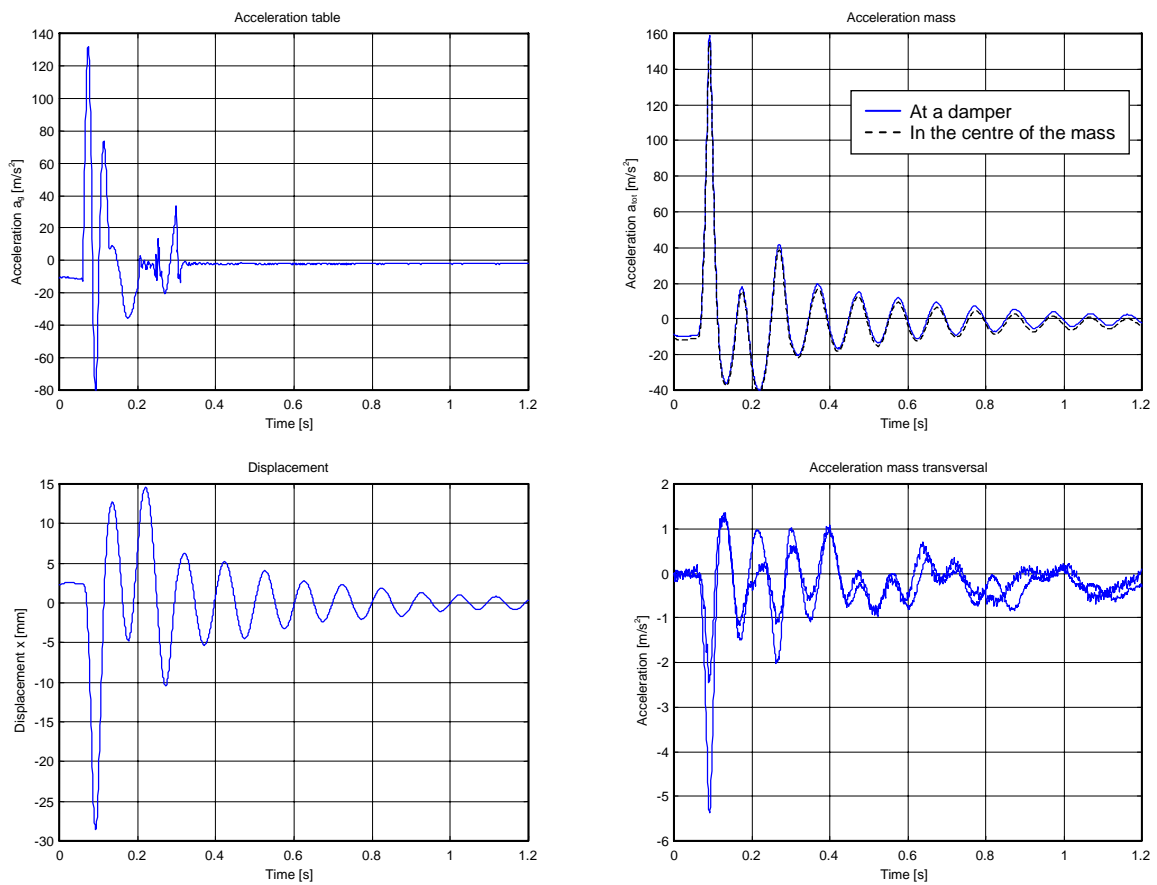 Acceleration table
140
120
100
80
60
40
20
0
-20
-40
-60
-80
Acceleration ag [m/s²]
0 0.2 0.4 0.6 0.8 1 1.2
Time [s]
Acceleration mass
160
140
120
100
80
60
40
20
0
-20
-40
Acceleration atot [m/s²]
At a damper
In the centre of the mass
0 0.2 0.4 0.6 0.8 1 1.2
Time [s]
Displacement
15
10
5
0
-5
-10
-15
-20
-25
-30
Displacement x [mm]
0 0.2 0.4 0.6 0.8 1 1.2
Time [s]
Acceleration mass transversal
2
1
0
-1
-2
-3
-4
-5
-6
Acceleration [m/s²]
0 0.2 0.4 0.6 0.8 1 1.2
Time [s]